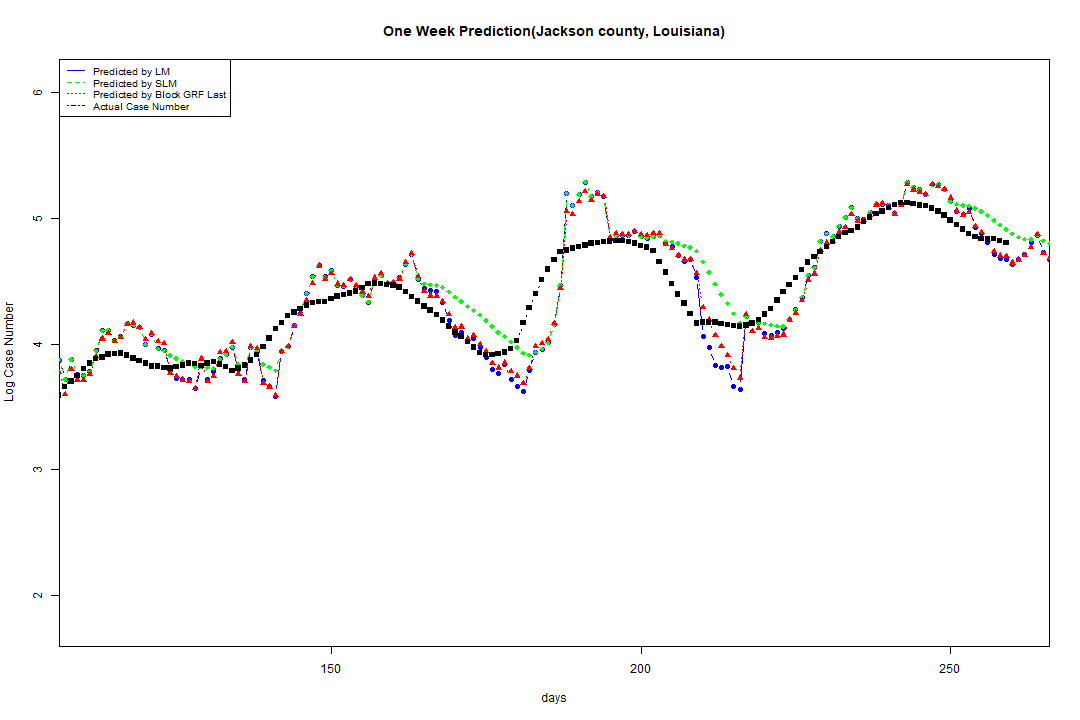 One Week Prediction(Jackson county, Louisiana)
Predicted by LM
Predicted by SLM
Predicted by Block GRF Last
Actual Case Number
Log Case Number
6
5
4
3
2
150
200
250
days